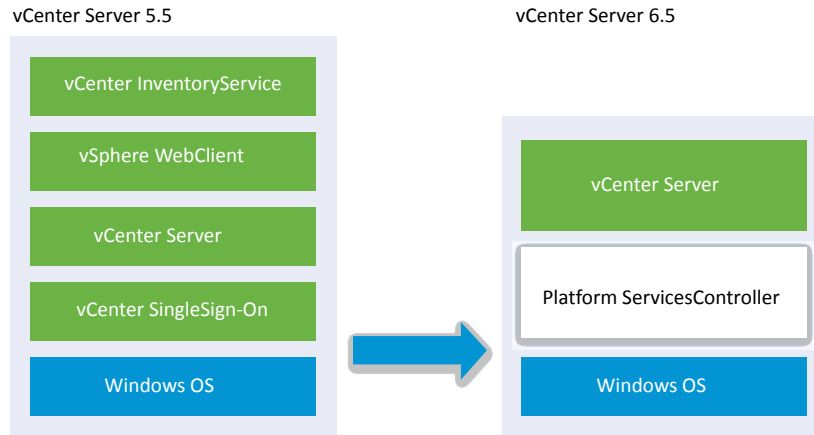 vCenter Server 5.5
vCenter InventoryService
vSphere WebClient
vCenter Server
vCenter SingleSign-On
Windows OS
vCenter Server 6.5
vCenter Server
Platform ServicesController
Windows OS